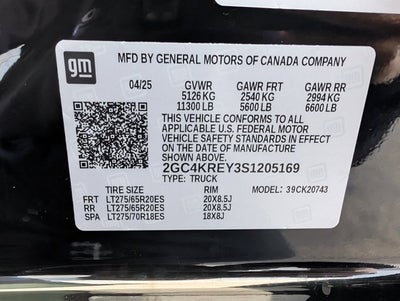 gm
MFD BY GENERAL MOTORS OF CANADA COMPANY
04/25 GVWR GAWR FRT GAWR RR
5126 KG 2540 KG 2994 KG
11300 LB 5600 LB 6600 LB
THIS VEHICLE CONFORMS TO ALL
APPLICABLE U.S. FEDERAL MOTOR
VEHICLE SAFETY STANDARDS IN EFFECT
ON THE DATE OF MANUFACTURE
SHOWN ABOVE.
2GC4KREY3S1205169
TYPE: TRUCK
TIRE SIZE RIM MODEL: 39CK20743
FRT LT275/65R20ES 20X8.5J
RR LT275/65R20ES 20X8.5J
SPA LT275/70R18ES 18X8J